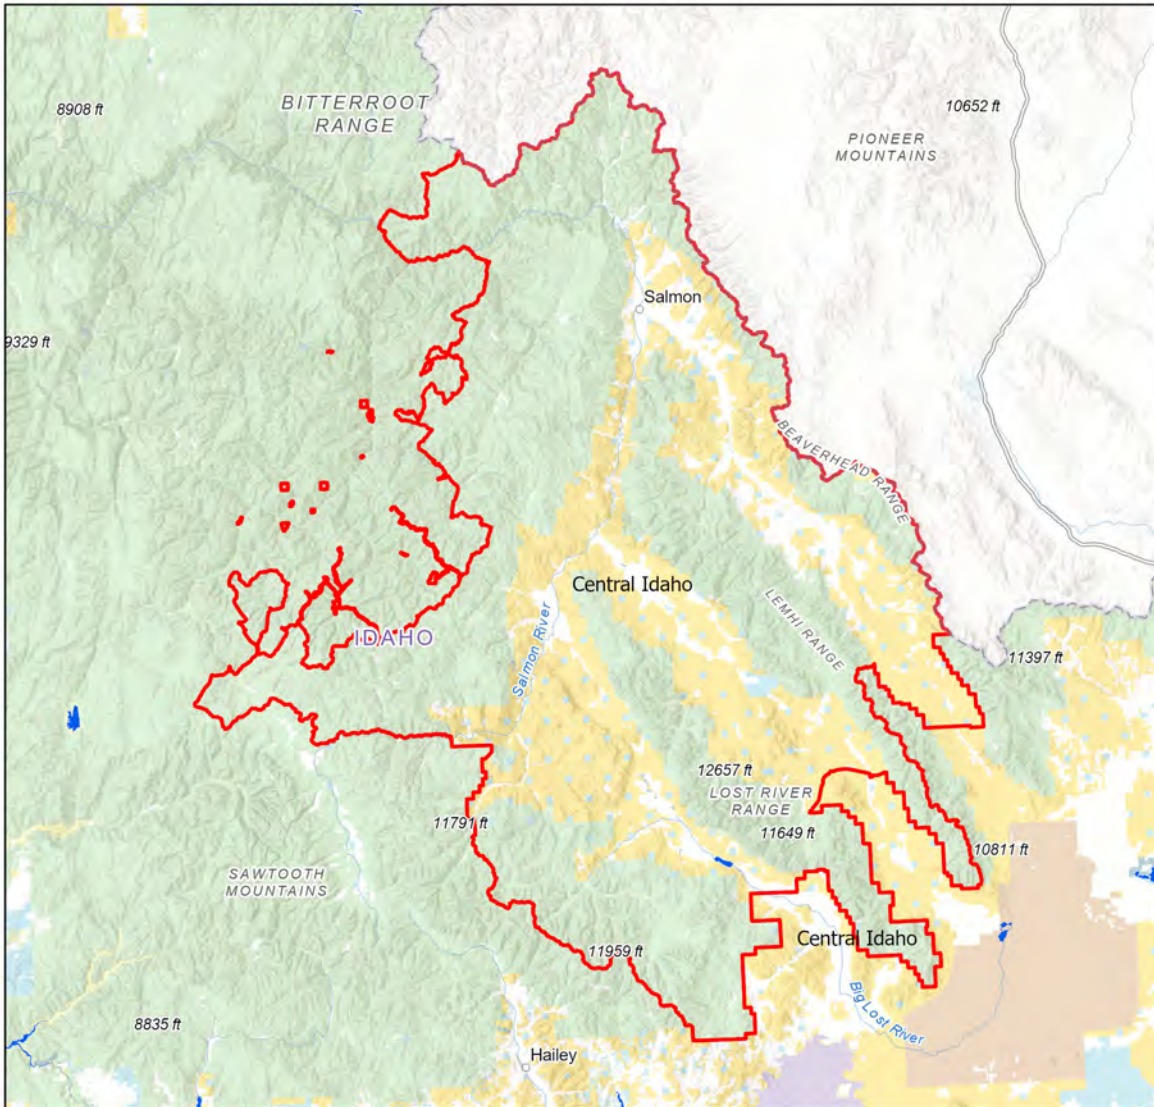 8908 ft
BITTERROOT
RANGE
10652 ft
PIONEER
MOUNTAINS
Salmon
9329 ft
BEAVERHEAD RANGE
Central Idaho
LEMHI RANGE
Salmon River
IDAHO
11397 ft
12657 ft
LOST RIVER
RANGE
11791 ft
11649 ft
10811 ft
SAWTOOTH
MOUNTAINS
Central Idaho
11959 ft
Big Lost River
8835 ft
Hailey